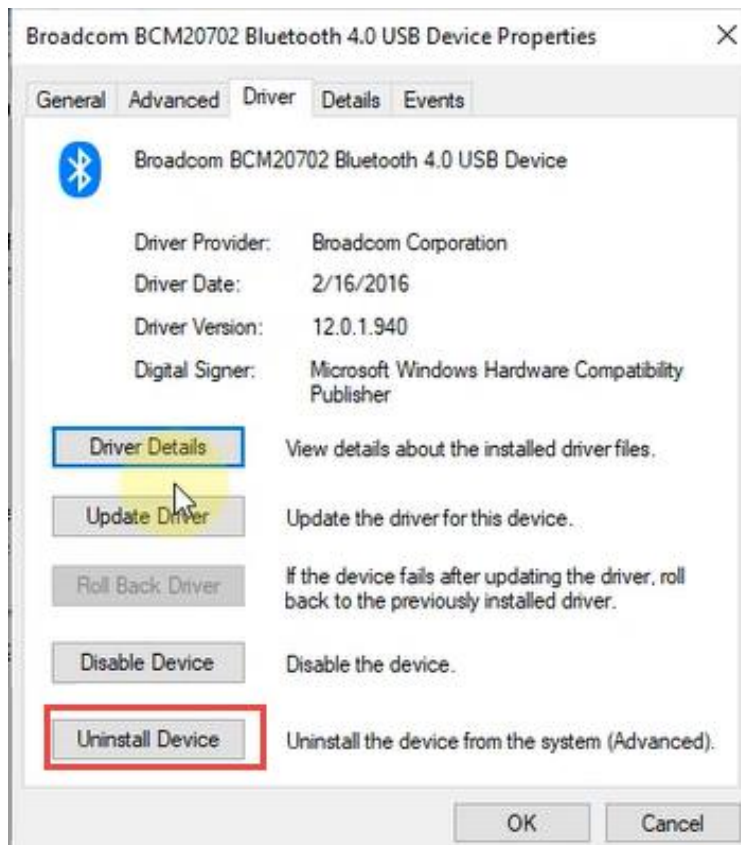 Broadcom BCM20702 Bluetooth 4.0 USB Device Properties
General Advanced Driver Details Events
Broadcom BCM20702 Bluetooth 4.0 USB Device
Driver Provider: Broadcom Corporation
Driver Date: 2/16/2016
Driver Version: 12.0.1.940
Digital Signer: Microsoft Windows Hardware Compatibility
Publisher
Driver Details View details about the installed driver files.
Update Driver Update the driver for this device.
Roll Back Driver If the device fails after updating the driver, roll
back to the previously installed driver.
Disable Device Disable the device.
Uninstall Device Uninstall the device from the system (Advanced).
OK Cancel